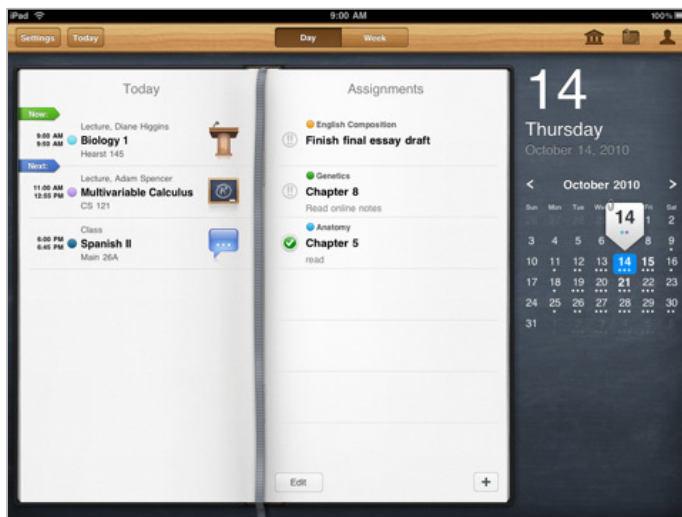 iPad
9:00 AM
100%
Settings
Today
Day
Week
Today
Now:
9:00 AM
9:50 AM
Lecture, Diane Higgins
Biology 1
Hearst 145
Next:
11:00 AM
12:55 PM
Lecture, Adam Spencer
Multivariable Calculus
CS 121
6:00 PM
6:45 PM
Class
Spanish II
Main 26A
Assignments
English Composition
Finish final essay draft
Genetics
Chapter 8
Read online notes
Anatomy
Chapter 5
read
Edit
+
14
Thursday
October 14, 2010
< October 2010 >
Sun Mon Tue Fri Sat
14 1 2
3 4 5 6 8 9
10 11 12 13 14 15 16
17 18 19 20 21 22 23
24 25 26 27 28 29 30
31